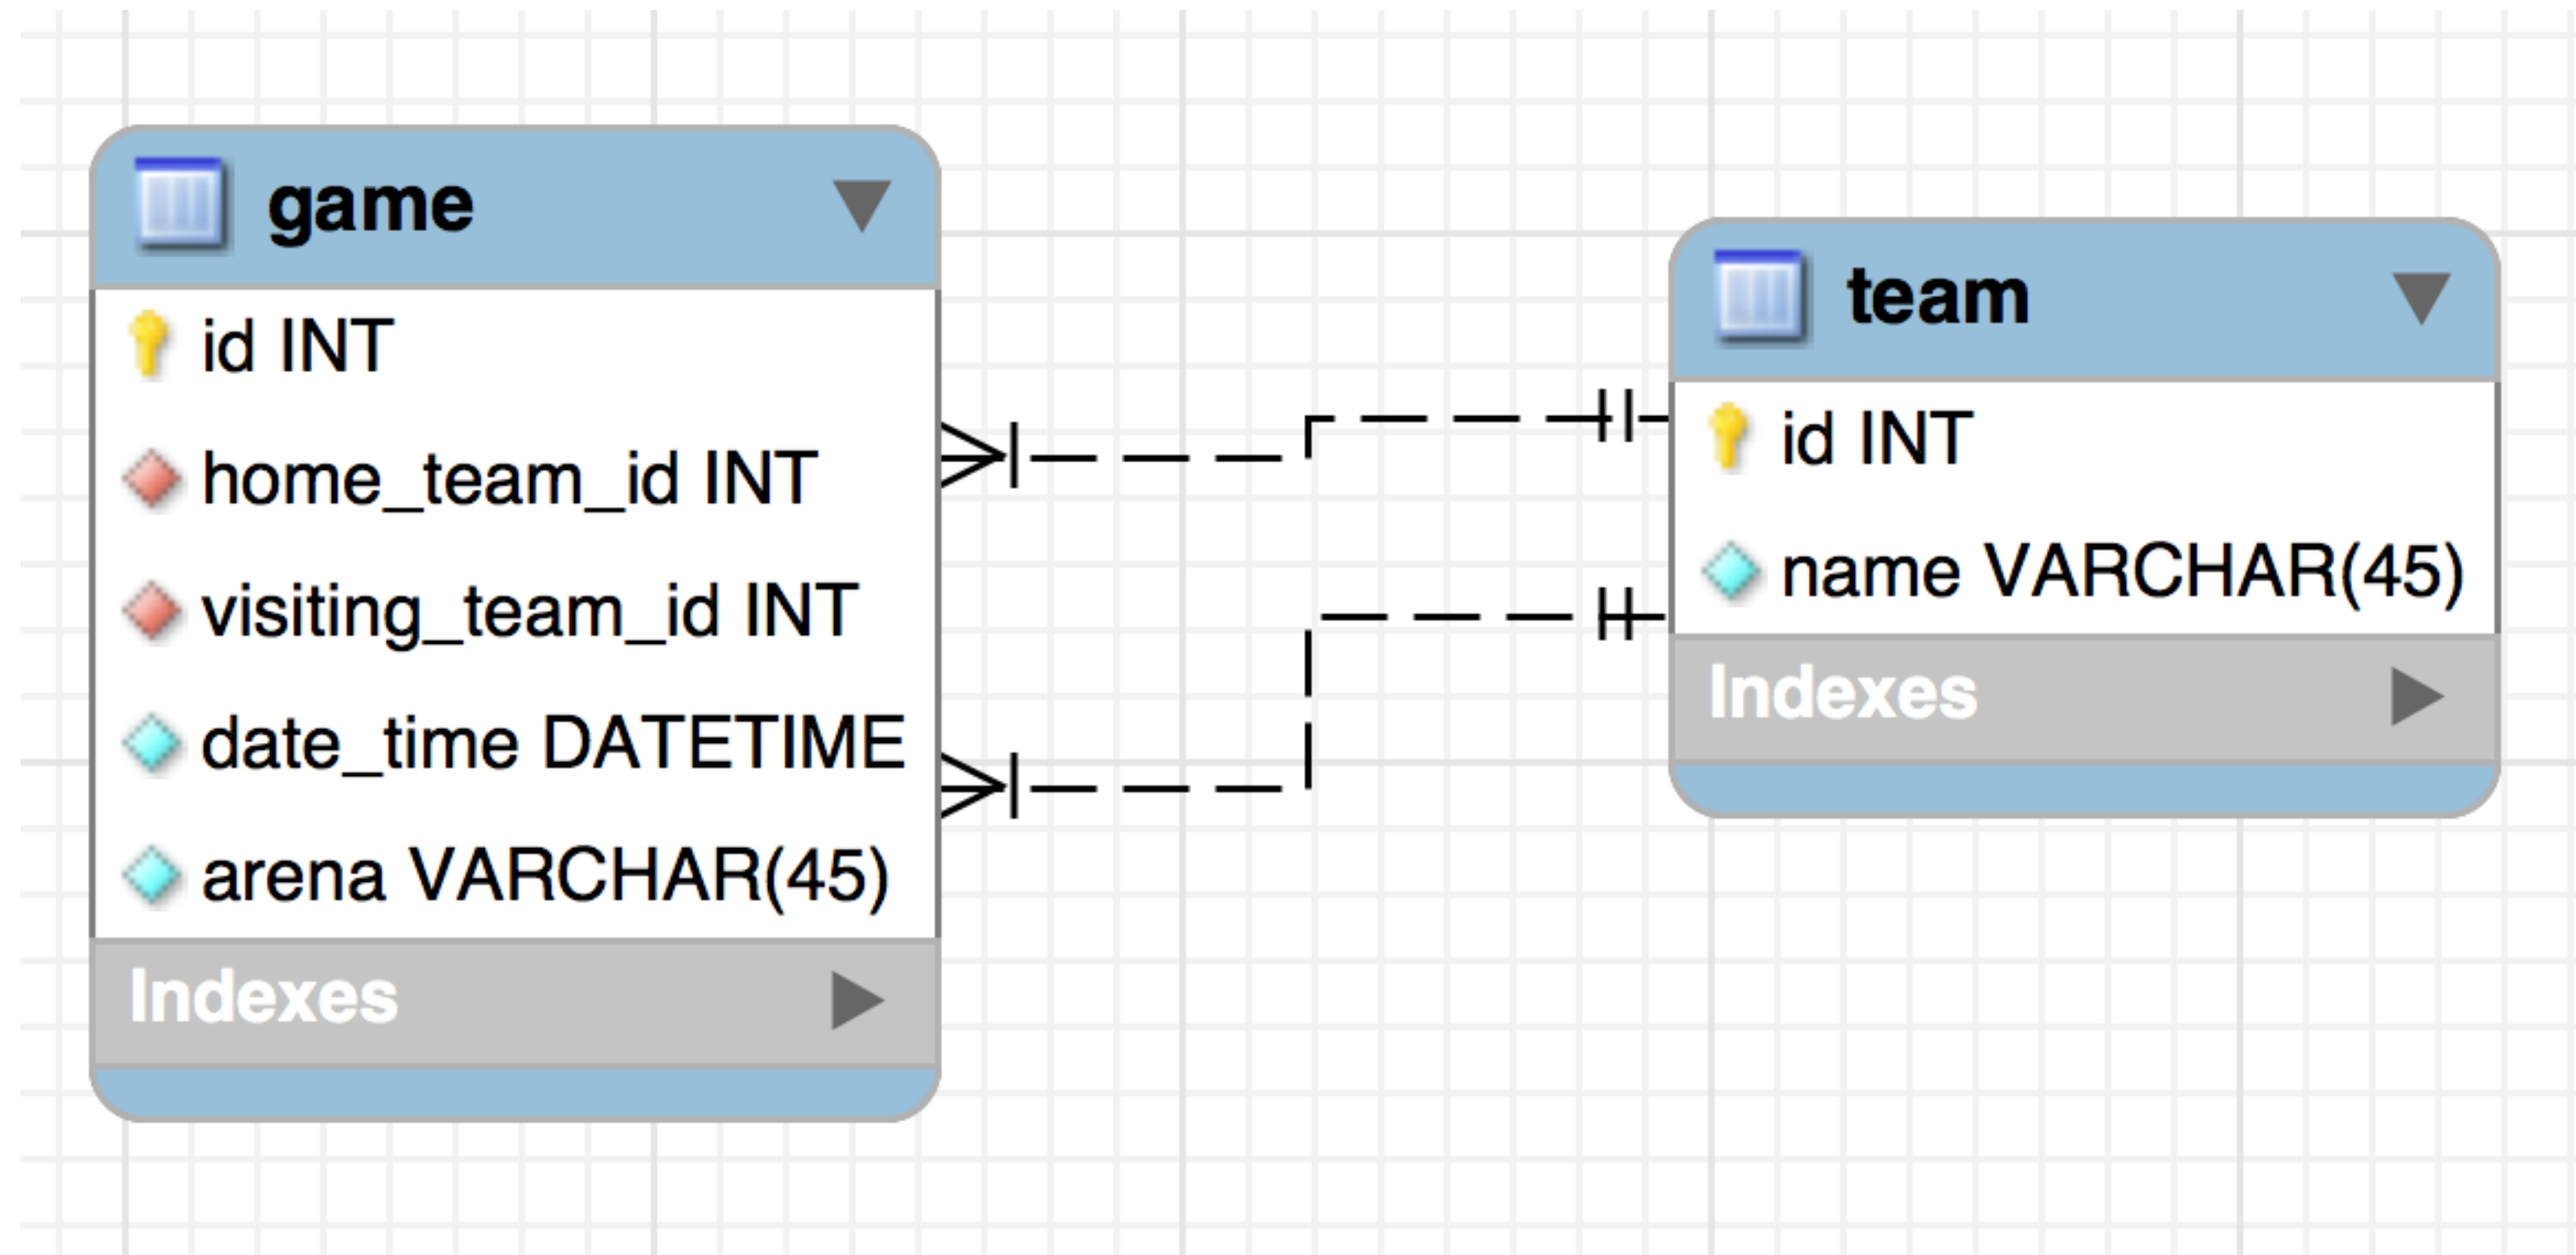 game
id INT
home_team_id INT
visiting_team_id INT
date_time DATETIME
arena VARCHAR(45)
Indexes
team
id INT
name VARCHAR(45)
Indexes